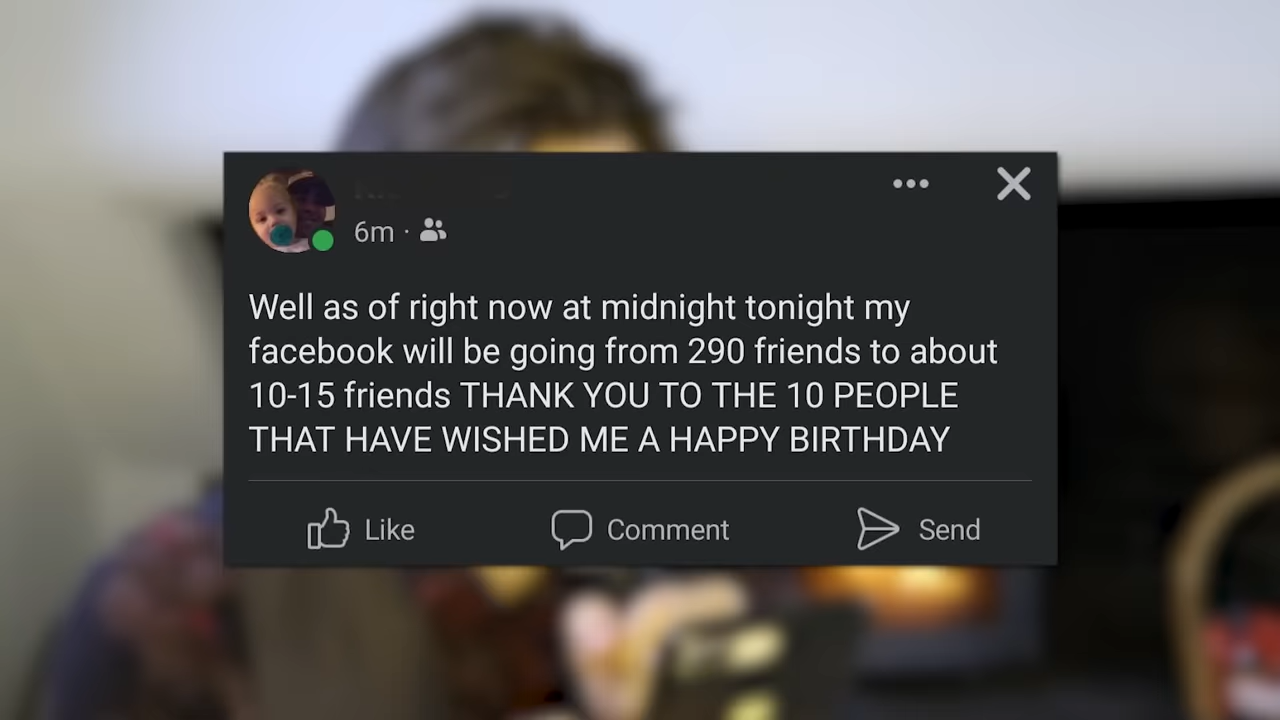 6m ·
Well as of right now at midnight tonight my
facebook will be going from 290 friends to about
10-15 friends THANK YOU TO THE 10 PEOPLE
THAT HAVE WISHED ME A HAPPY BIRTHDAY
Like Comment Send